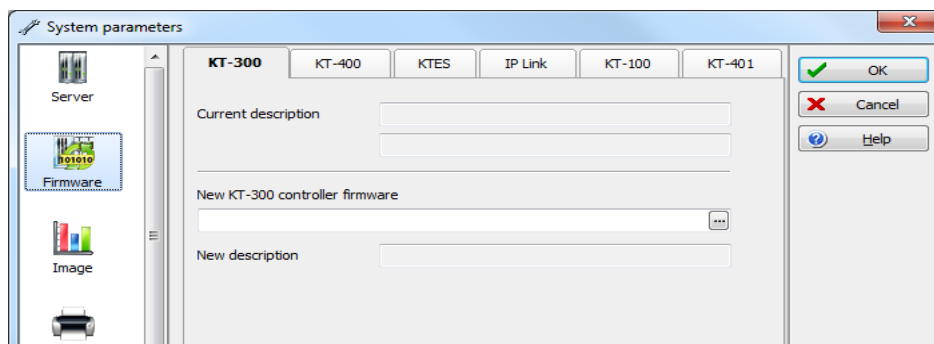 System parameters
Server
Firmware
Image
KT-300 KT-400 KTES IP Link KT-100 KT-401
Current description
New KT-300 controller firmware
...
New description
OK
Cancel
Help
h01010